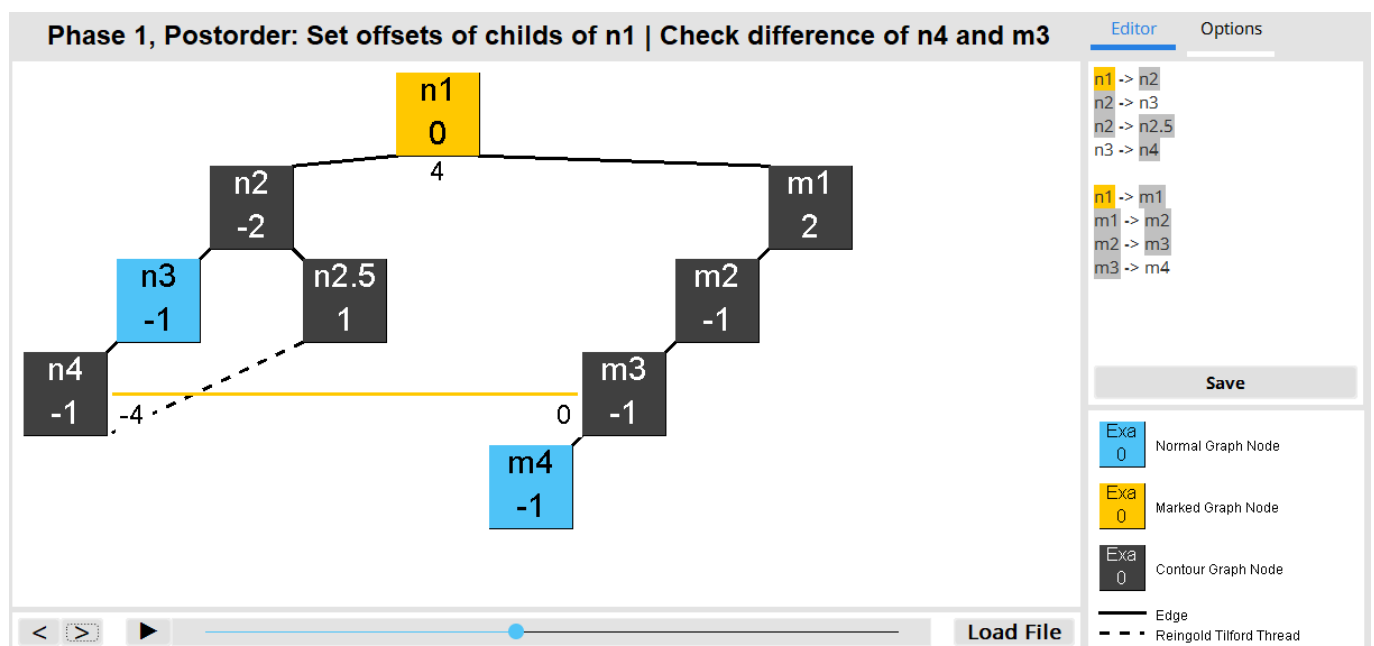 Phase 1, Postorder: Set offsets of childs of n1 | Check difference of n4 and m3
Editor
Options
n1
0
4
n2
-2
m1
2
n3
-1
n2.5
1
m2
-1
n4
-1
-4
0
m3
-1
m4
-1
n1 -> n2
n2 -> n3
n2 -> n2.5
n3 -> n4
n1 -> m1
m1 -> m2
m2 -> m3
m3 -> m4
Save
Exa
0
Normal Graph Node
Exa
0
Marked Graph Node
Exa
0
Contour Graph Node
Edge
Reingold Tilford Thread
<
>
Load File